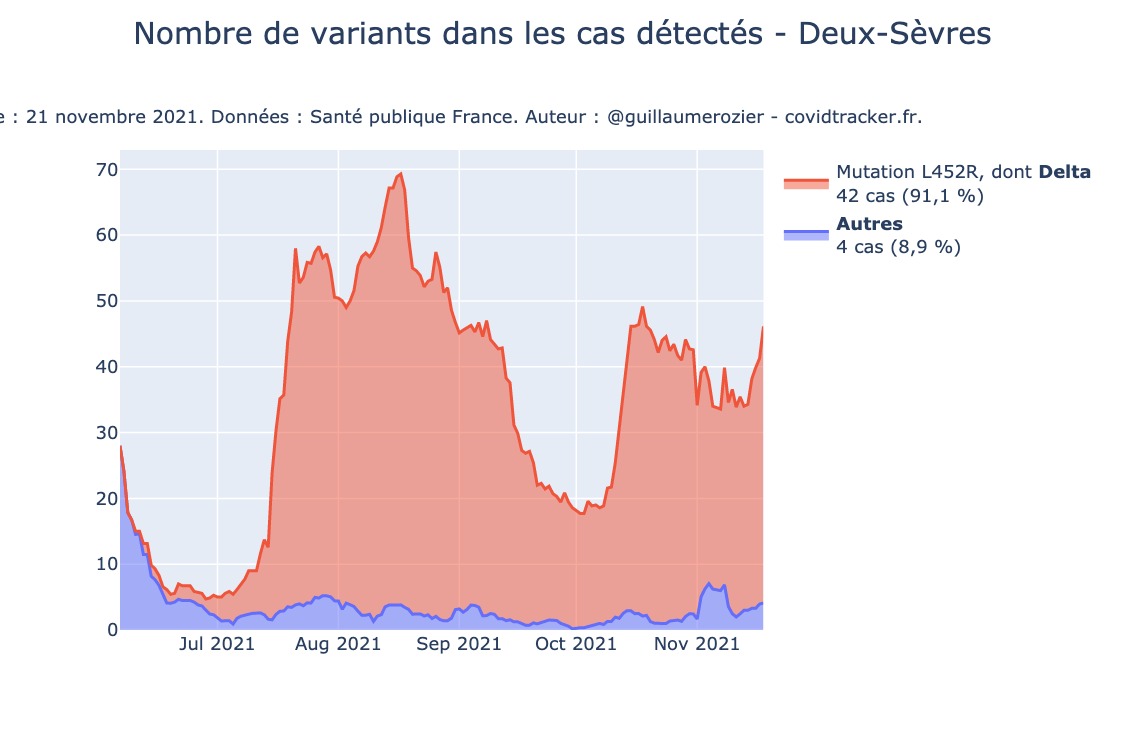 Nombre de variants dans les cas détectés - Deux-Sèvres
: 21 novembre 2021. Données : Santé publique France. Auteur : @guillaumerozier - covidtracker.fr.
Mutation L452R, dont Delta
42 cas (91,1 %)
Autres
4 cas (8,9 %)
70
60
50
40
30
20
10
0
Jul 2021
Aug 2021
Sep 2021
Oct 2021
Nov 2021